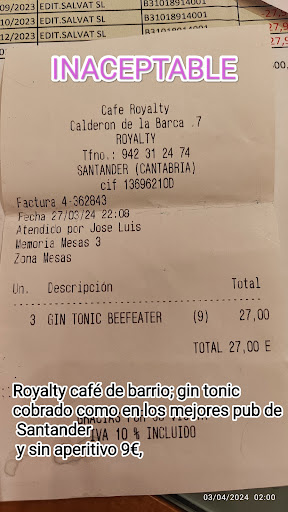 09/2023 EDIT.SALVAT SL B31018914001
10/2023 EDIT.SALVAT SL B31018914001
12/2023 EDIT.SALVAT SL B31018914001
INACEPTABLE
Cafe Royalty
Calderon de la Barca .7
ROYALTY
Tfno.: 942 31 24 74
SANTANDER (CANTABRIA)
cif 13696210D
Factura 4-362843
Fecha 27/03/24 22:08
Atendido por Jose Luis
Memoria Mesas 3
Zona Mesas
Un. Descripción Total
3 GIN TONIC BEEFEATER (9) 27,00
TOTAL 27,00 E
Royalty café de barrio; gin tonic
cobrado como en los mejores pub de
Santander
y sin aperitivo 9€,
IVA 10 % INCLUIDO
03/04/2024 02:00